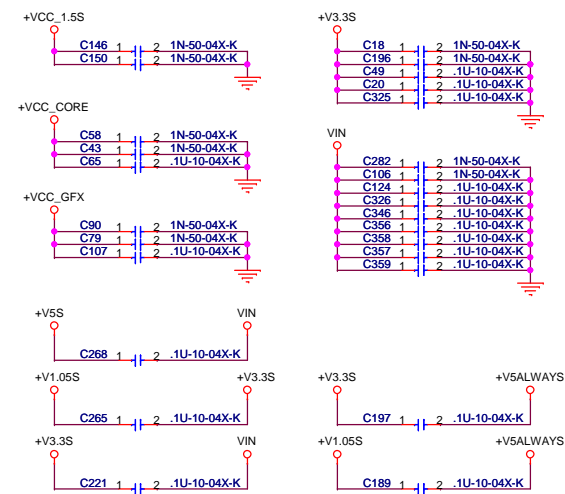 +VCC_1.5S
C146 1 2 1N-50-04X-K
C150 1 2 1N-50-04X-K
+VCC_CORE
C58 1 2 1N-50-04X-K
C43 1 2 1N-50-04X-K
C65 1 2 .1U-10-04X-K
+VCC_GFX
C90 1 2 1N-50-04X-K
C79 1 2 1N-50-04X-K
C107 1 2 .1U-10-04X-K
+V3.3S
C18 1 2 1N-50-04X-K
C196 1 2 1N-50-04X-K
C49 1 2 .1U-10-04X-K
C20 1 2 .1U-10-04X-K
C325 1 2 .1U-10-04X-K
VIN
C282 1 2 1N-50-04X-K
C106 1 2 1N-50-04X-K
C124 1 2 .1U-10-04X-K
C326 1 2 .1U-10-04X-K
C346 1 2 .1U-10-04X-K
C356 1 2 .1U-10-04X-K
C358 1 2 .1U-10-04X-K
C357 1 2 .1U-10-04X-K
C359 1 2 .1U-10-04X-K
+V5S VIN
C268 1 2 .1U-10-04X-K
+V1.05S +V3.3S
C265 1 2 .1U-10-04X-K
+V3.3S VIN
C221 1 2 .1U-10-04X-K
+V3.3S +V5ALWAYS
C197 1 2 .1U-10-04X-K
+V1.05S +V5ALWAYS
C189 1 2 .1U-10-04X-K